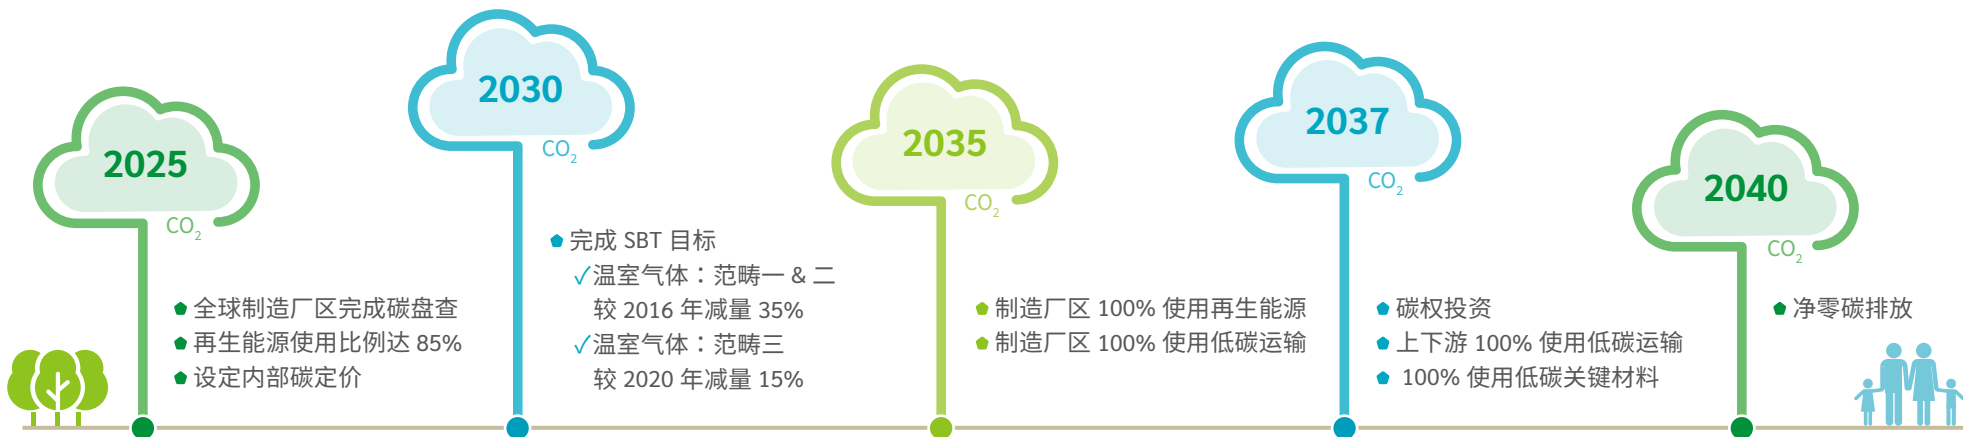 2025
CO₂
全球制造厂区完成碳盘查
再生能源使用比例达 85%
设定内部碳定价
2030
CO₂
完成 SBT 目标
✓温室气体：范畴一 & 二
较 2016 年减量 35%
✓温室气体：范畴三
较 2020 年减量 15%
2035
CO₂
制造厂区 100% 使用再生能源
制造厂区 100% 使用低碳运输
2037
CO₂
碳权投资
上下游 100% 使用低碳运输
100% 使用低碳关键材料
2040
CO₂
净零碳排放